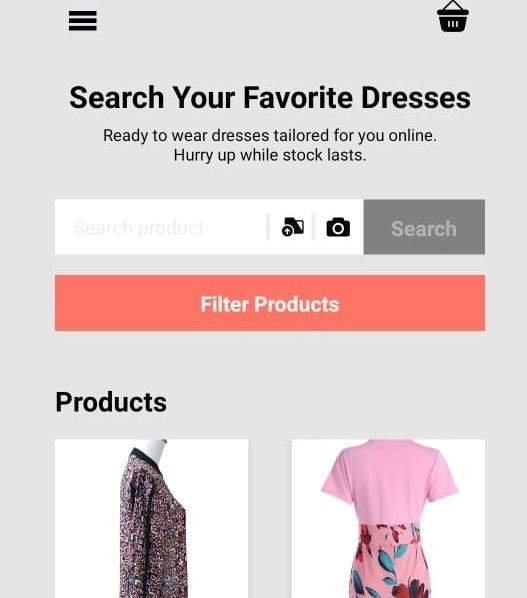 Search Your Favorite Dresses
Ready to wear dresses tailored for you online.
Hurry up while stock lasts.
Search product
Search
Filter Products
Products